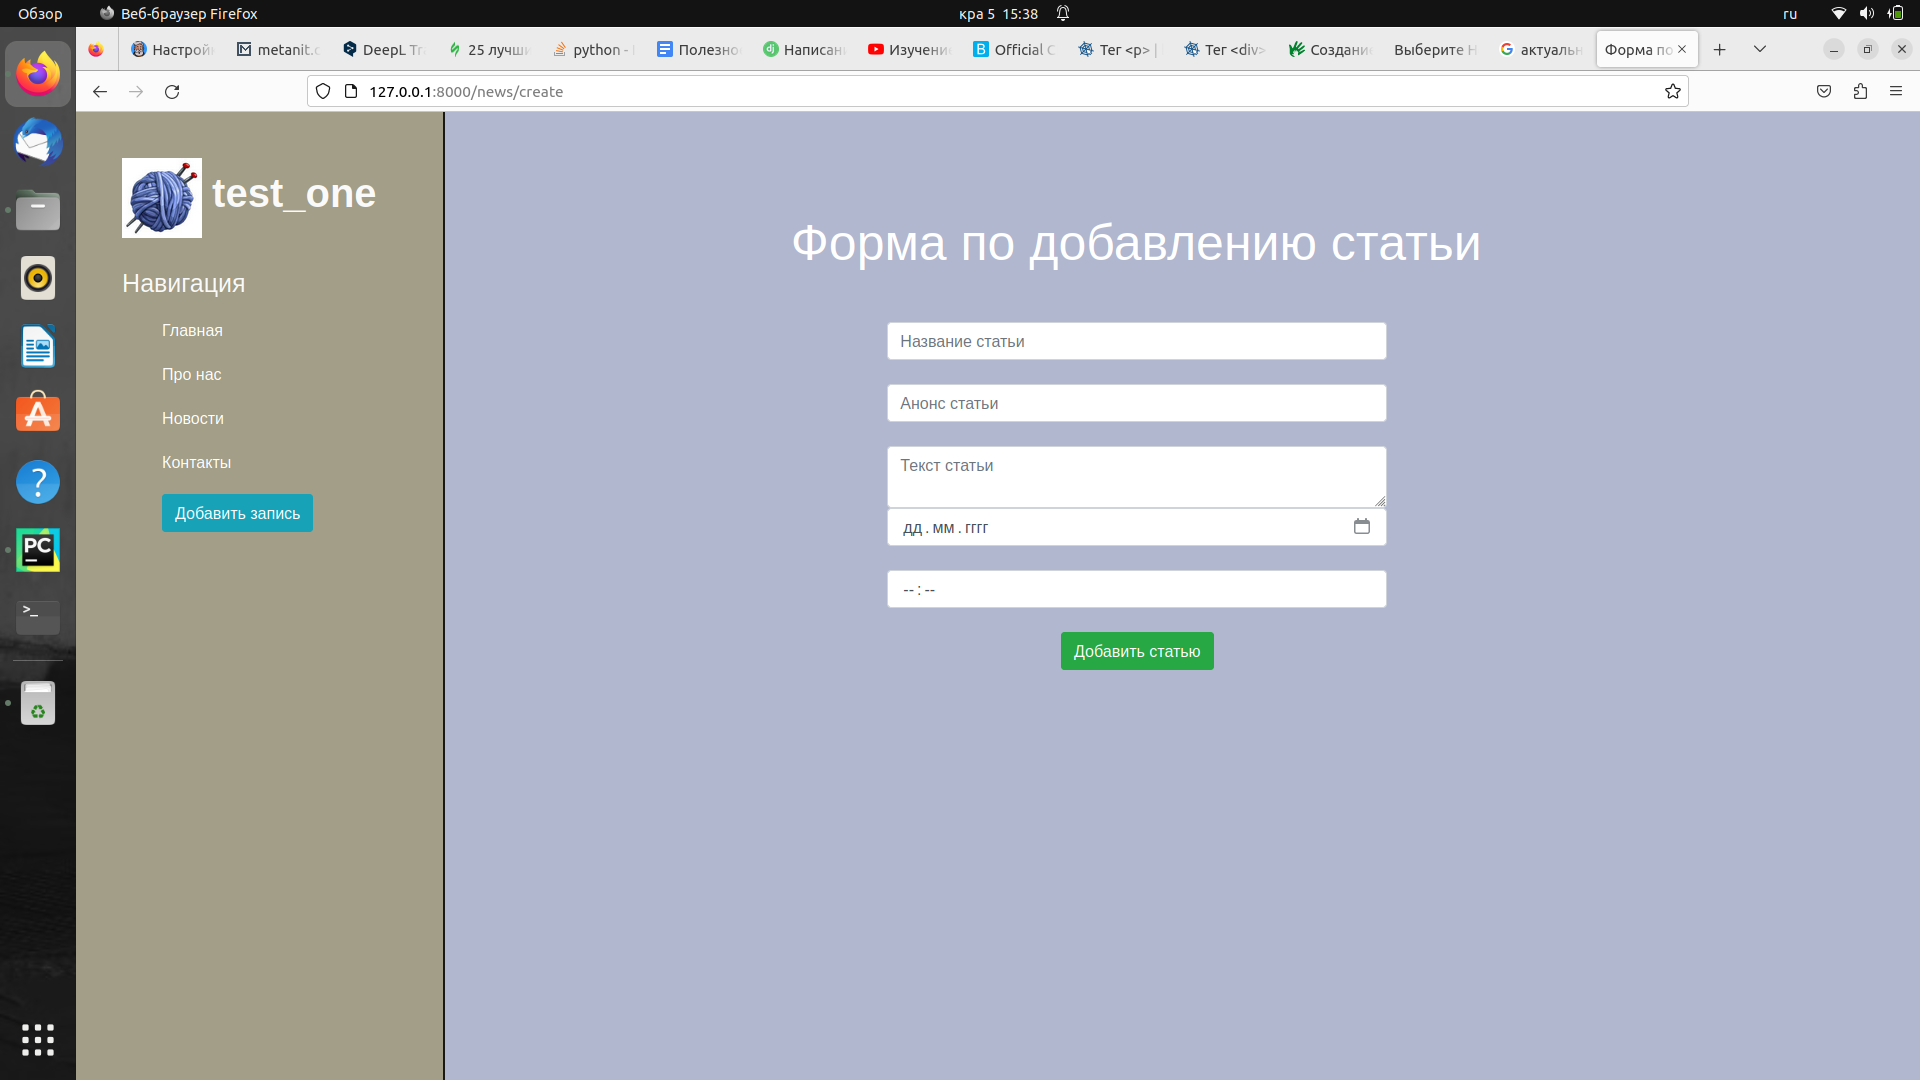 Обзор
Веб-браузер Firefox
кра 5 15:38
ru
Настрой
metanit.c
DeepL Tr
25 лучш
python -
Полезно
Написан
Изучени
Official C
Тег <p> |
Тег <div>
Создани
Выберите н
актуальн
Форма по
127.0.0.1:8000/news/create
test_one
Навигация
Главная
Про нас
Новости
Контакты
Добавить запись
Форма по добавлению статьи
Название статьи
Анонс статьи
Текст статьи
дд . мм . гггг
-- : --
Добавить статью
PC
>_